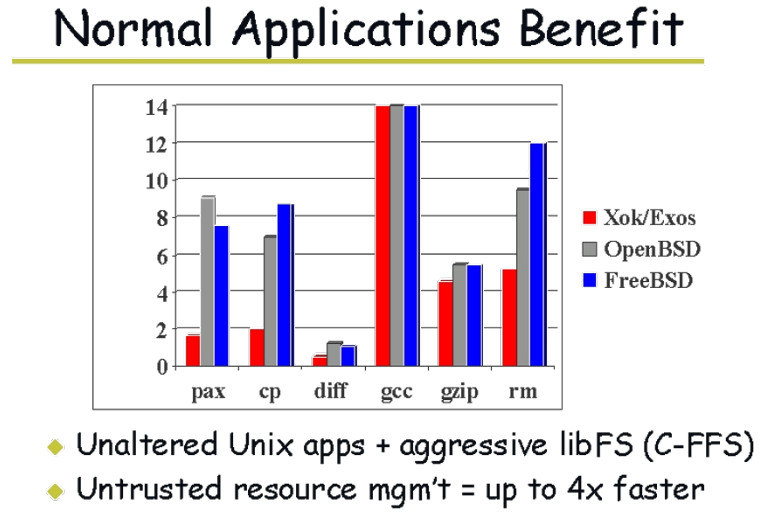 Normal Applications Benefit
14
12
10
8
6
4
2
0
pax cp diff gcc gzip rm
Xok/Exos
OpenBSD
FreeBSD
Unaltered Unix apps + aggressive libFS (C-FFS)
Untrusted resource mgm't = up to 4x faster